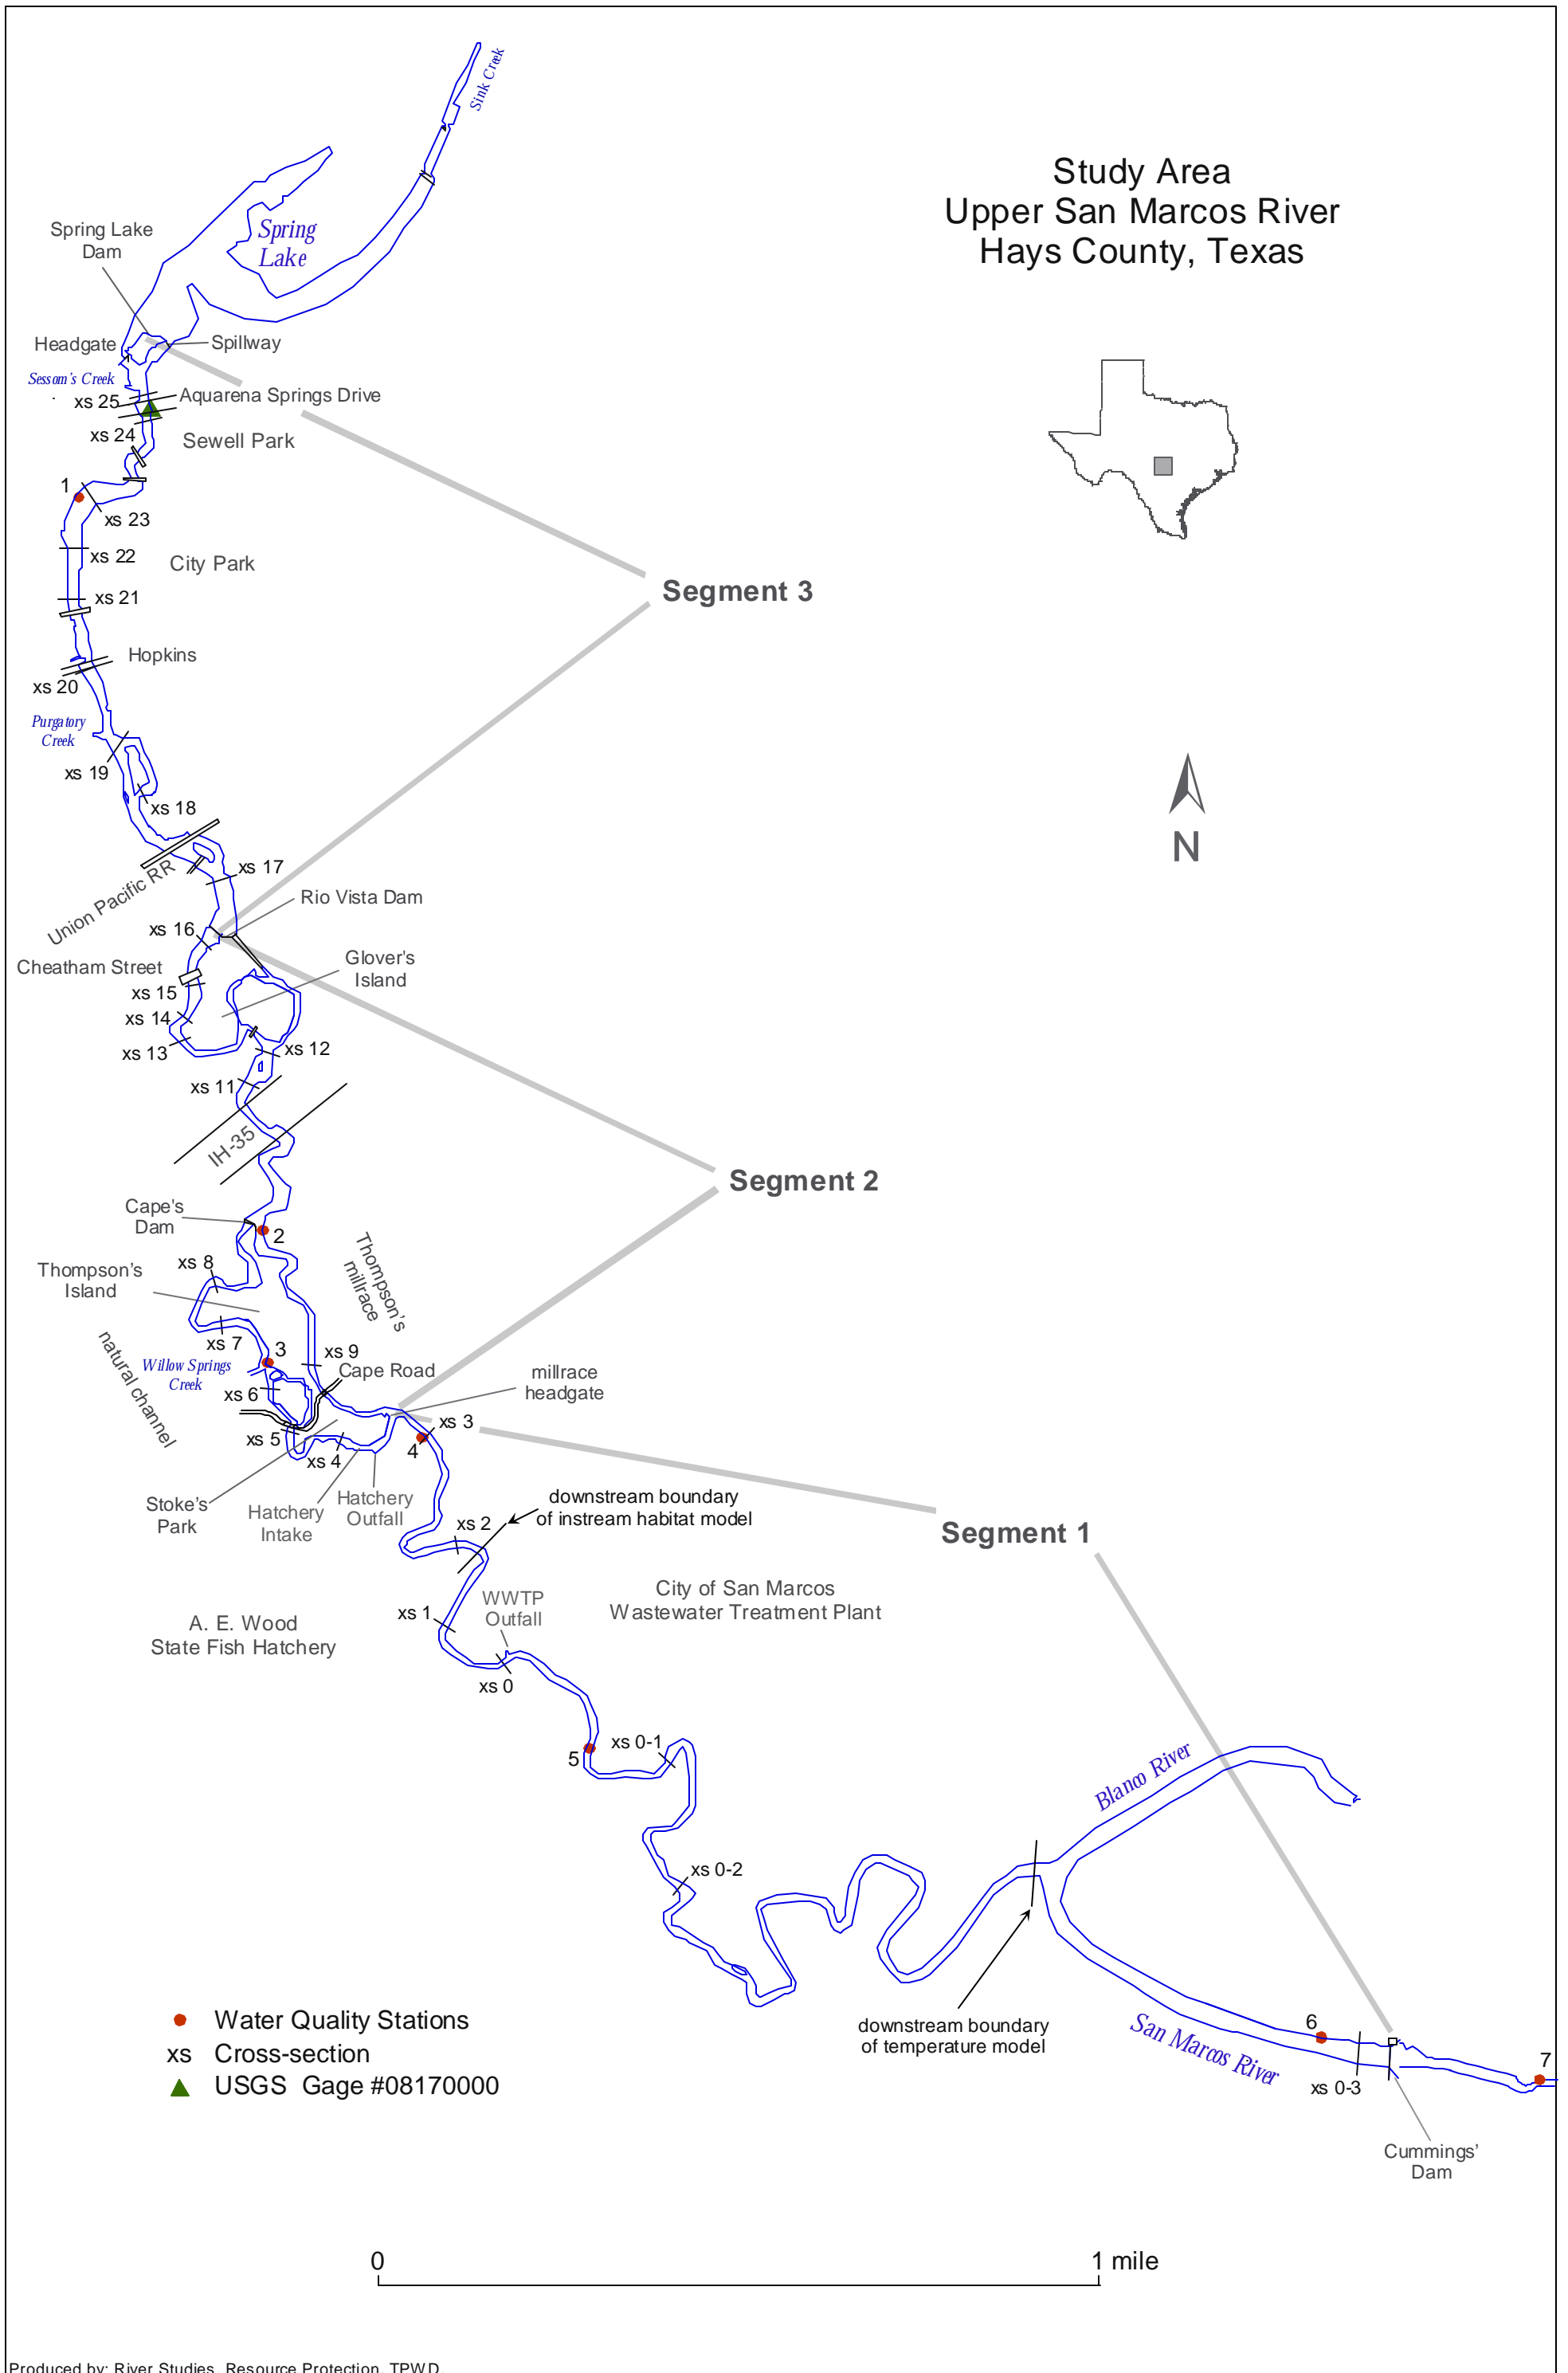 Sink Creek
Study Area
Upper San Marcos River
Hays County, Texas
Spring Lake
Dam
Spring
Lake
Headgate
Spillway
Sessom's Creek
xs 25
Aquarena Springs Drive
xs 24
Sewell Park
1
xs 23
xs 22
City Park
xs 21
Segment 3
Hopkins
xs 20
Purgatory
Creek
xs 19
xs 18
N
Union Pacific RR
xs 17
Rio Vista Dam
xs 16
Cheatham Street
Glover's
Island
xs 15
xs 14
xs 13
xs 12
xs 11
IH-35
Segment 2
Cape's
Dam
2
Thompson's
millrace
xs 8
Thompson's
Island
xs 7
natural channel
3
xs 9
Willow Springs
Creek
Cape Road
xs 6
millrace
headgate
xs 5
xs 4
4
xs 3
Stoke's
Park
Hatchery
Intake
Hatchery
Outfall
downstream boundary
of instream habitat model
xs 2
Segment 1
City of San Marcos
Wastewater Treatment Plant
WWTP
Outfall
xs 1
A. E. Wood
State Fish Hatchery
xs 0
5
xs 0-1
Blanco River
xs 0-2
downstream boundary
of temperature model
San Marcos River
6
xs 0-3
7
Cummings'
Dam
Water Quality Stations
xs Cross-section
USGS Gage #08170000
0
1 mile
Produced by: River Studies, Resource Protection, TPWD.